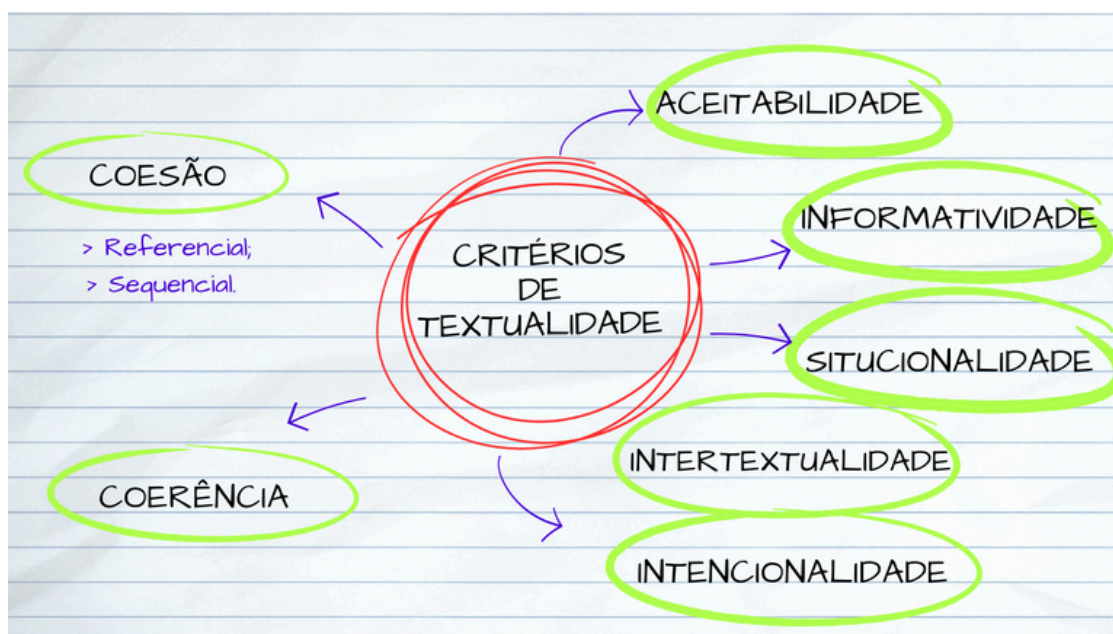 ACEITABILIDADE
COESÃO
> Referencial;
> Sequencial.
INFORMATIVIDADE
CRITÉRIOS
DE
TEXTUALIDADE
SITUCIONALIDADE
INTERTEXTUALIDADE
COERÊNCIA
INTENCIONALIDADE